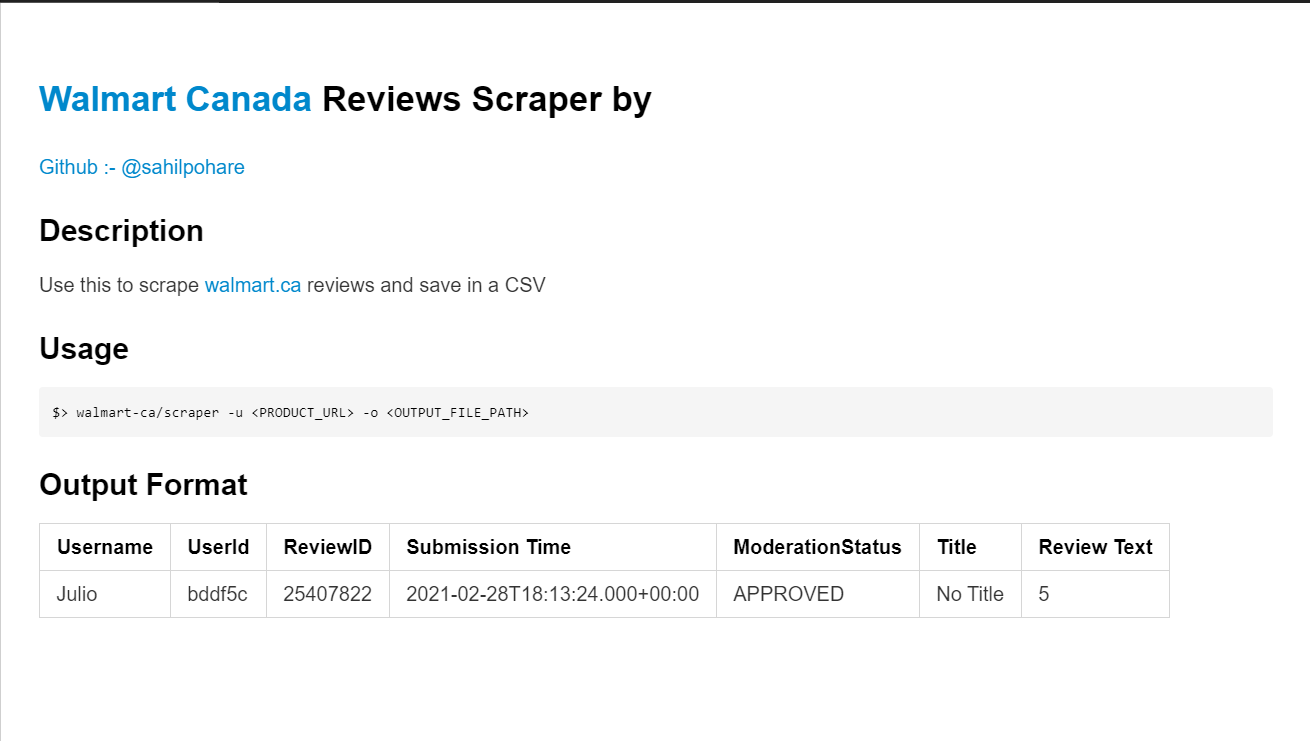 Walmart Canada Reviews Scraper by
Github :- @sahilpohare
Description
Use this to scrape walmart.ca reviews and save in a CSV
Usage
$> walmart-ca/scraper -u <PRODUCT_URL> -o <OUTPUT_FILE_PATH>
Output Format
Username UserId ReviewID Submission Time ModerationStatus Title Review Text
Julio bddf5c 25407822 2021-02-28T18:13:24.000+00:00 APPROVED No Title 5